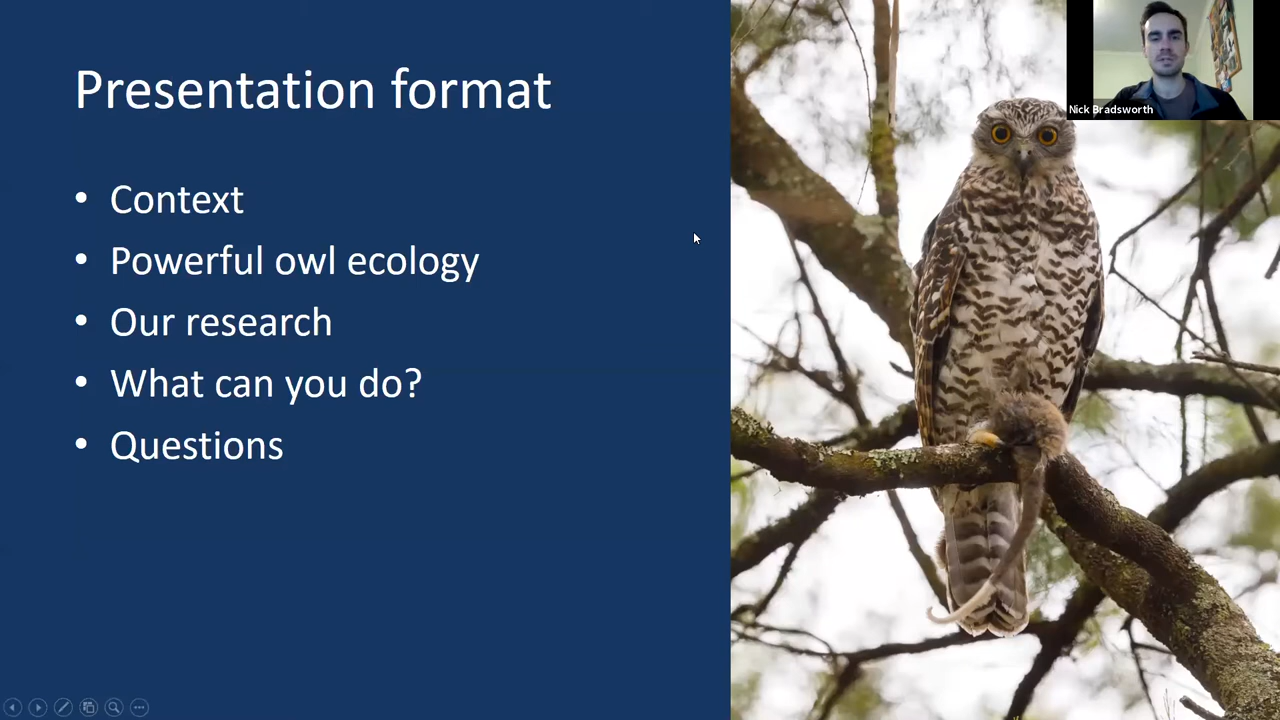 Presentation format
• Context
• Powerful owl ecology
• Our research
• What can you do?
• Questions
Nick Bradsworth